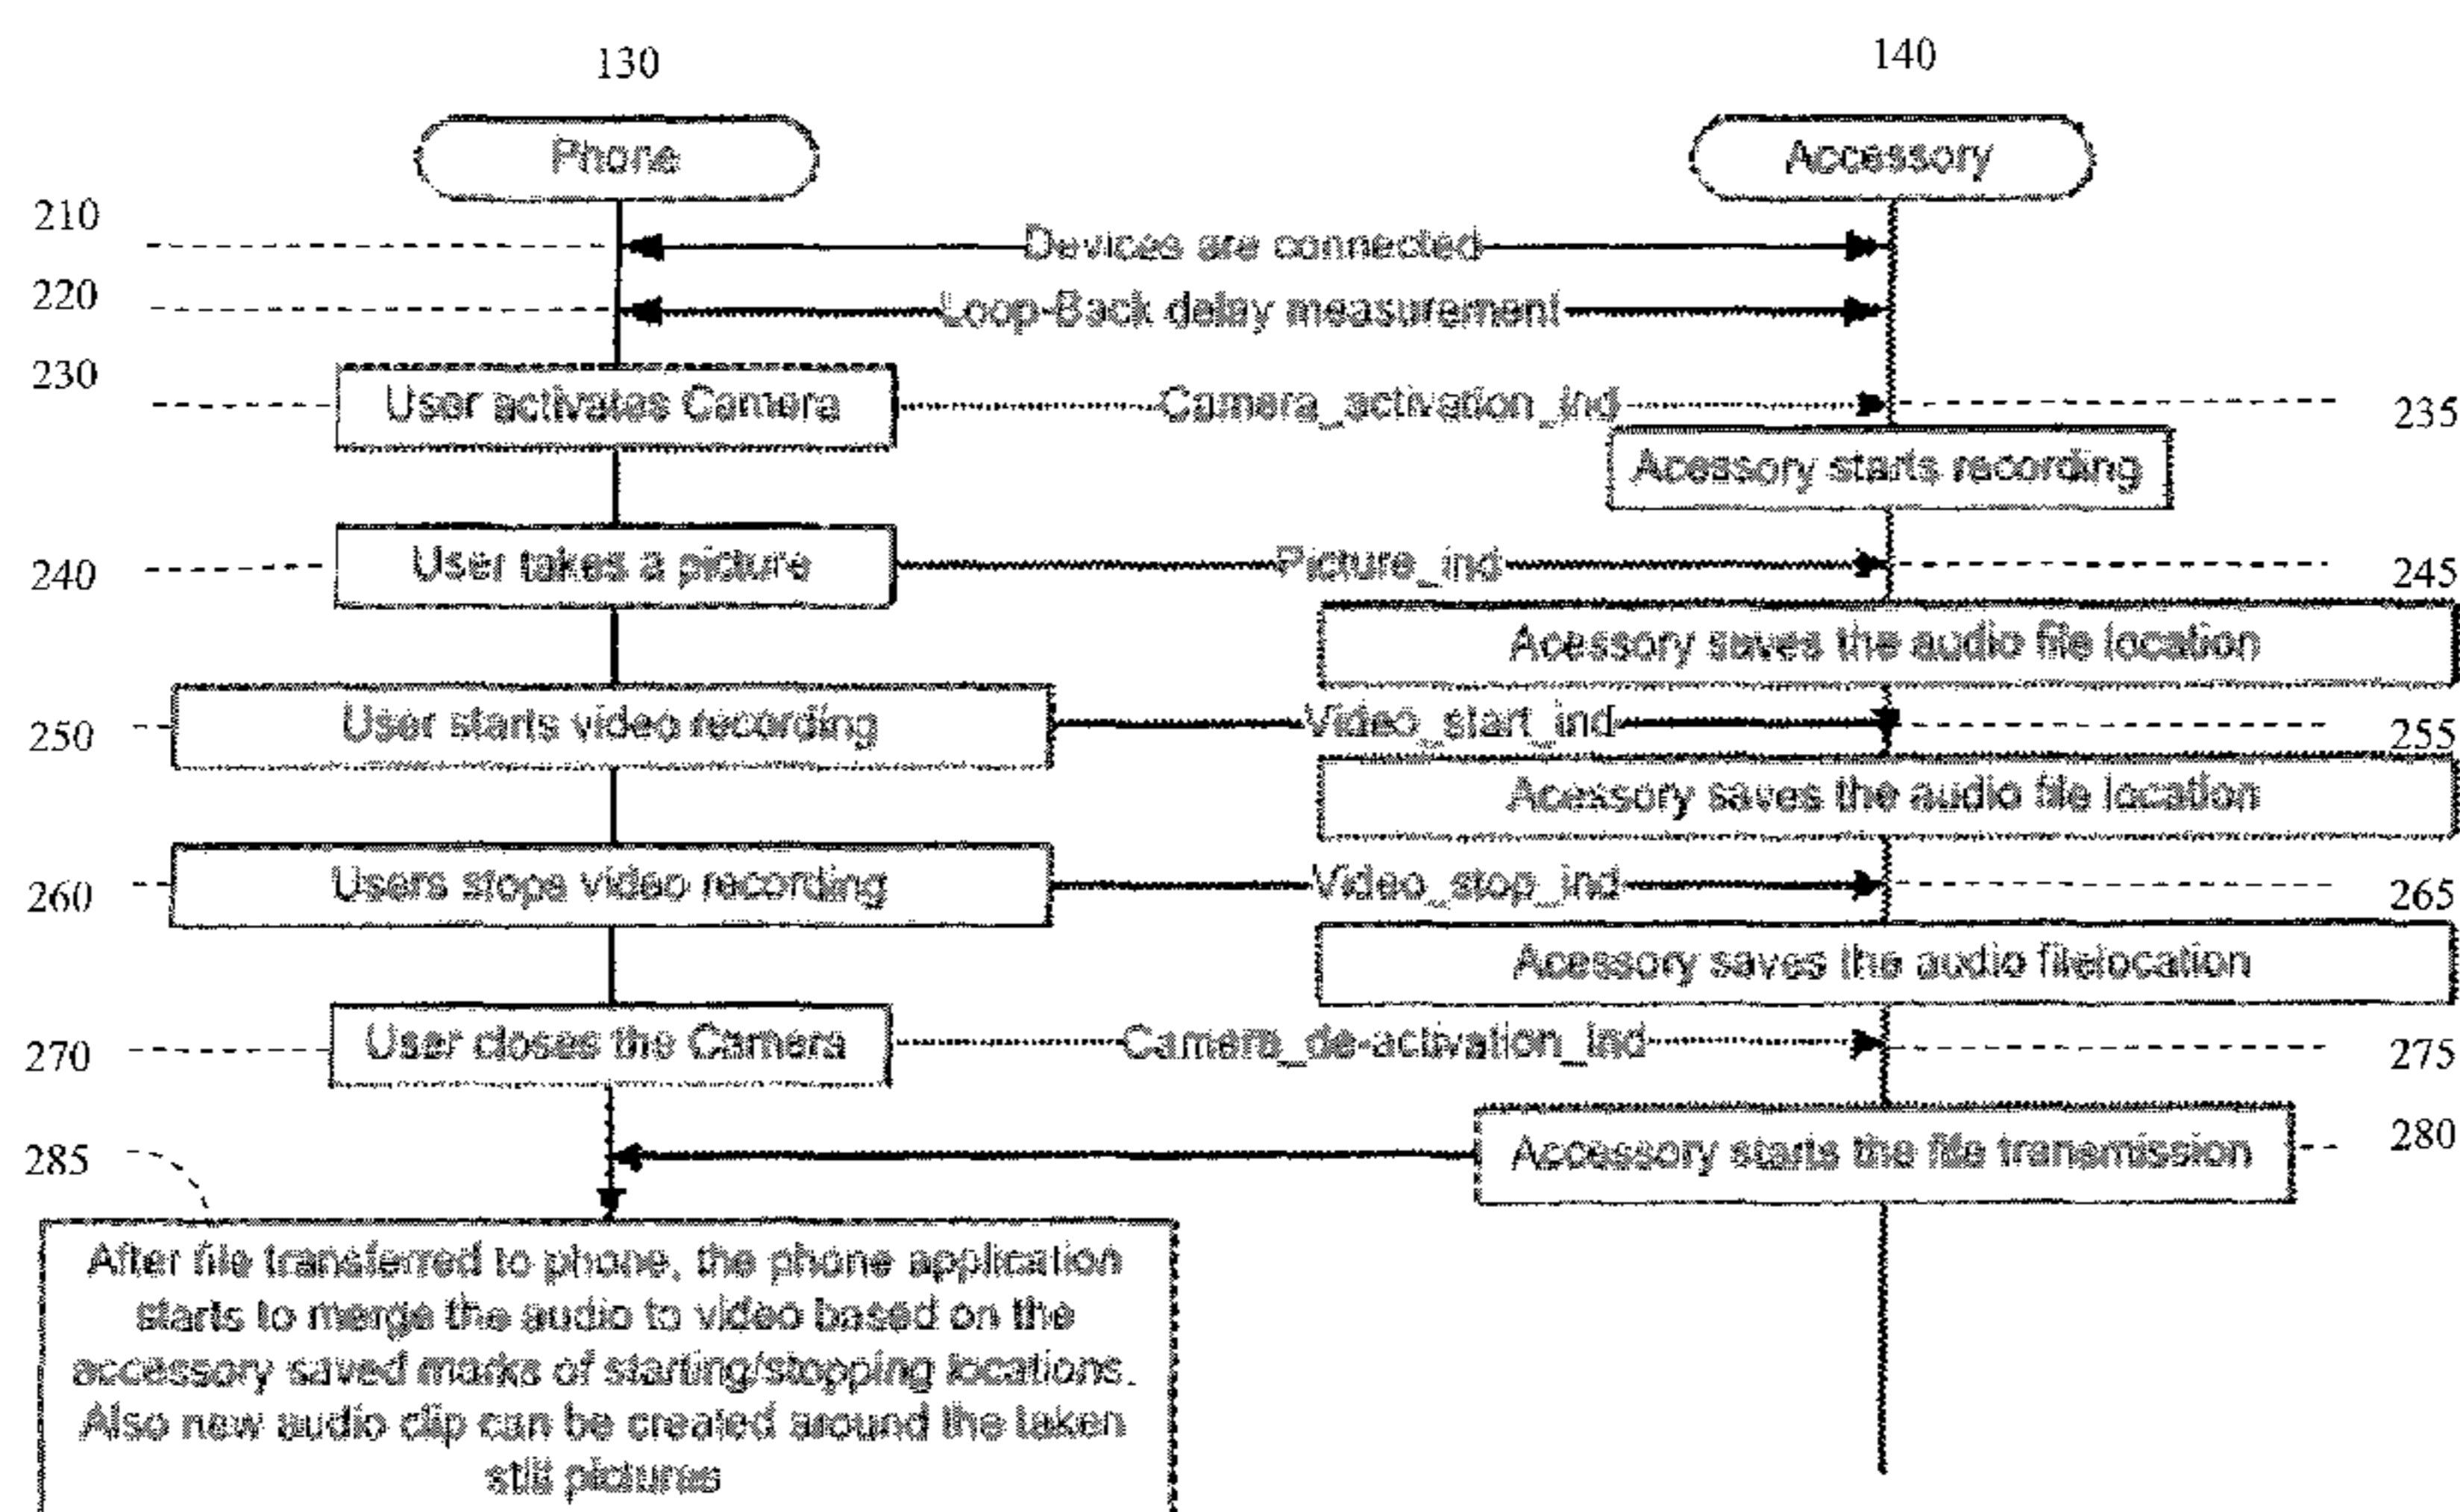 130
140
Phone
Accessory
210
Devices are connected
220
Loop-Back delay measurement
230
User activates Camera
Camera_activation_ind
235
Acessory starts recording
240
User takes a picture
Picture_ind
245
Acessory saves the audio file location
250
User starts video recording
Video_start_ind
255
Acessory saves the audio file location
260
Users stops video recording
Video_stop_ind
265
Acessory saves the audio filelocation
270
User closes the Camera
Camera_de-activation_ind
275
Accessory starts the file transmission
280
285
After file transferred to phone, the phone application
starts to merge the audio to video based on the
accessory saved marks of starting/stopping locations.
Also new audio clip can be created around the taken
still pictures